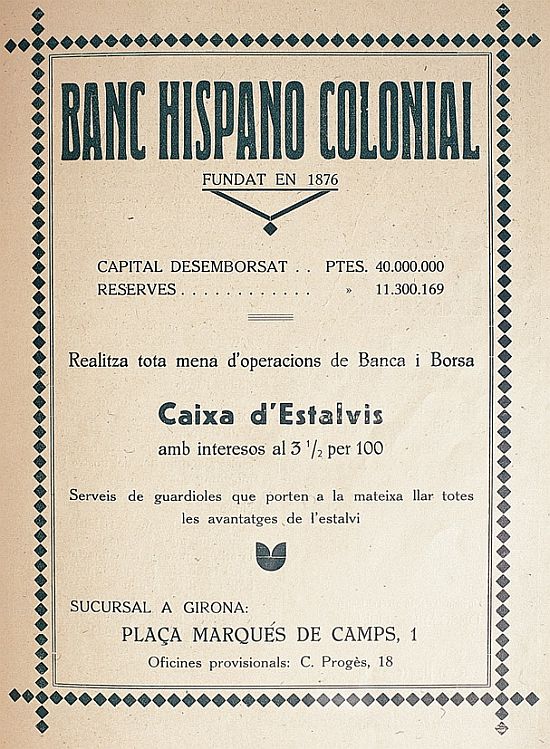 BANC HISPANO COLONIAL
FUNDAT EN 1876
CAPITAL DESEMBORSAT . . PTES. 40.000.000
RESERVES . . . . . . . . . . . . » 11.300.169
Realitza tota mena d'operacions de Banca i Borsa
Caixa d'Estalvis
amb interesos al 3 1/2 per 100
Serveis de guardioles que porten a la mateixa llar totes
les avantatges de l'estalvi
SUCURSAL A GIRONA:
PLAÇA MARQUÉS DE CAMPS, 1
Oficines provisionals: C. Progès, 18